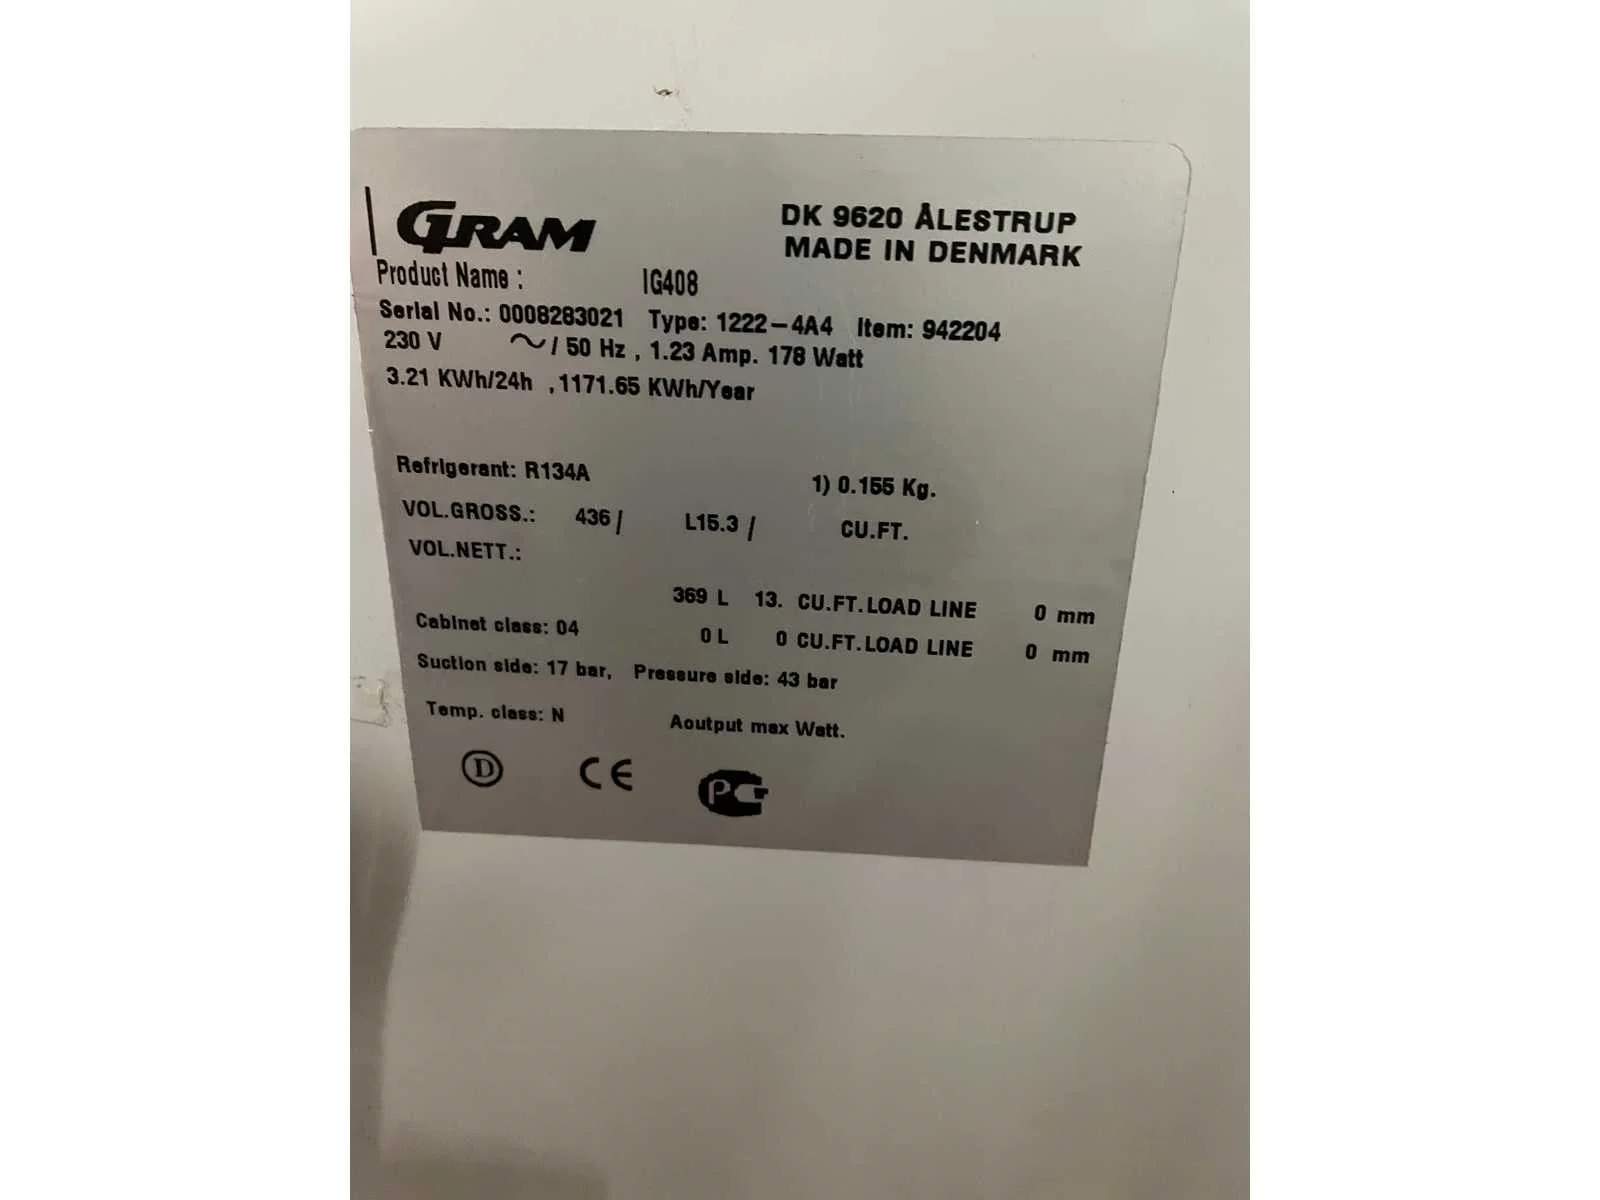 GRAM
DK 9620 ÅLESTRUP
MADE IN DENMARK
Product Name : IG408
Serial No.: 0008283021 Type: 1222-4A4 Item: 942204
230 V ~/ 50 Hz , 1.23 Amp. 178 Watt
3.21 KWh/24h , 1171.65 KWh/Year
Refrigerant: R134A 1) 0.155 Kg.
VOL.GROSS.: 436 / L15.3 / CU.FT.
VOL.NETT.:
369 L 13. CU.FT.LOAD LINE 0 mm
Cabinet class: 04 0 L 0 CU.FT.LOAD LINE 0 mm
Suction side: 17 bar, Pressure side: 43 bar
Temp. class: N Aoutput max Watt.
D CE PCT